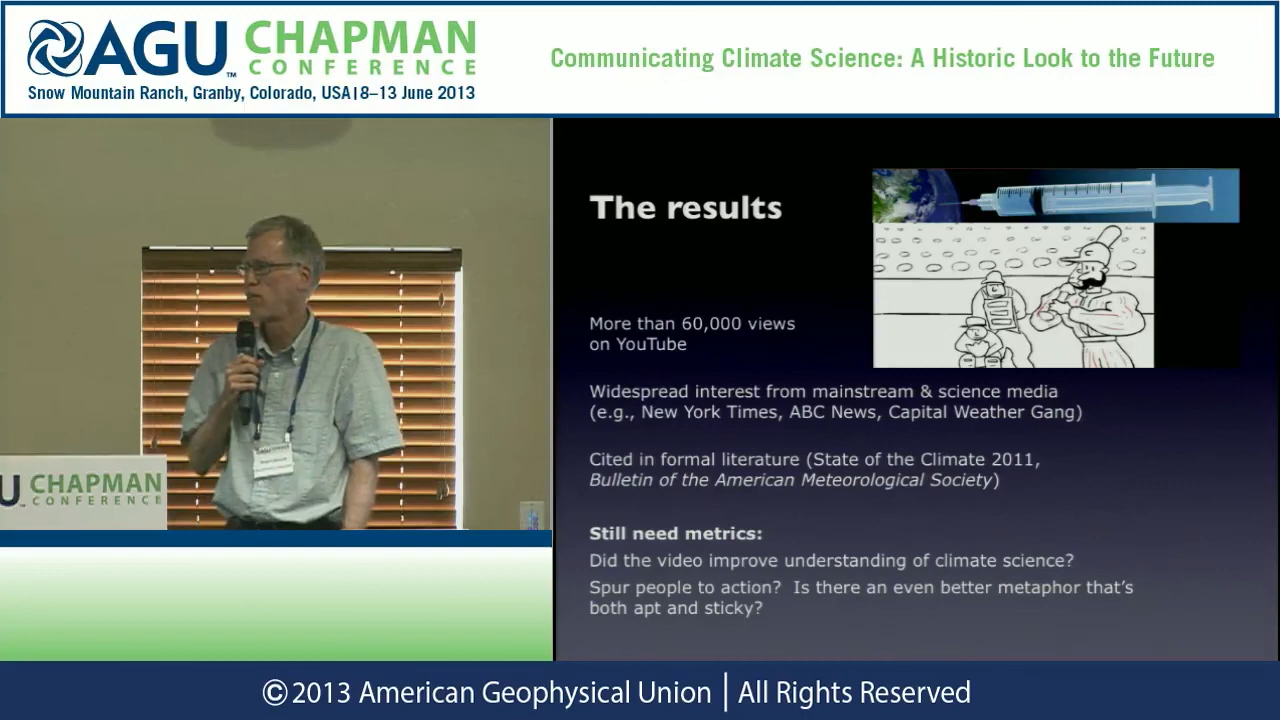 AGU CHAPMAN
CONFERENCE
TM
Snow Mountain Ranch, Granby, Colorado, USA | 8–13 June 2013
Communicating Climate Science: A Historic Look to the Future
The results
More than 60,000 views
on YouTube
Widespread interest from mainstream & science media
(e.g., New York Times, ABC News, Capital Weather Gang)
Cited in formal literature (State of the Climate 2011,
Bulletin of the American Meteorological Society)
Still need metrics:
Did the video improve understanding of climate science?
Spur people to action? Is there an even better metaphor that's
both apt and sticky?
U CHAPMAN
CONFERENCE
©2013 American Geophysical Union | All Rights Reserved